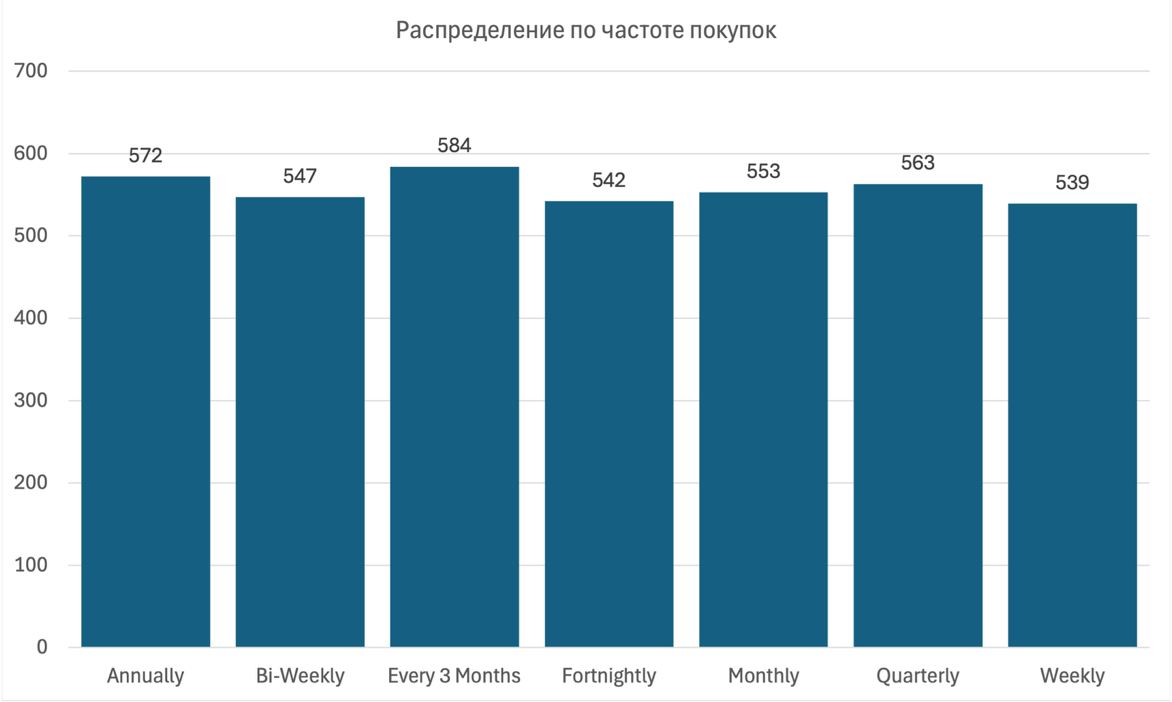 Распределение по частоте покупок
700
600
500
400
300
200
100
0
572
547
584
542
553
563
539
Annually
Bi-Weekly
Every 3 Months
Fortnightly
Monthly
Quarterly
Weekly